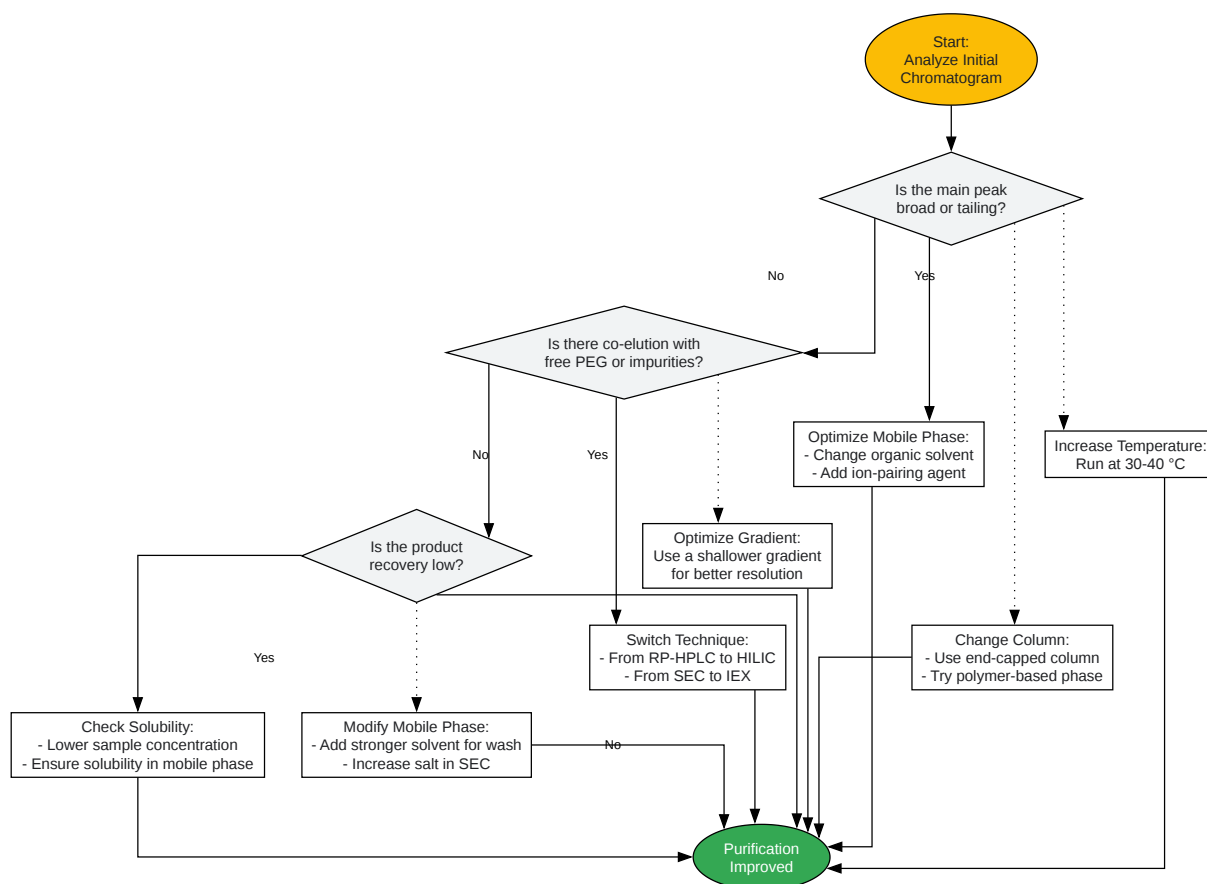 Start:
Analyze Initial
Chromatogram
Is the main peak
broad or tailing?
No
Yes
Is there co-elution with
free PEG or impurities?
Optimize Mobile Phase:
- Change organic solvent
- Add ion-pairing agent
Increase Temperature:
Run at 30-40 °C
No
Yes
Is the product
recovery low?
Optimize Gradient:
Use a shallower gradient
for better resolution
Switch Technique:
- From RP-HPLC to HILIC
- From SEC to IEX
Change Column:
- Use end-capped column
- Try polymer-based phase
Yes
Check Solubility:
- Lower sample concentration
- Ensure solubility in mobile phase
Modify Mobile Phase:
- Add stronger solvent for wash
- Increase salt in SEC
No
Purification
Improved